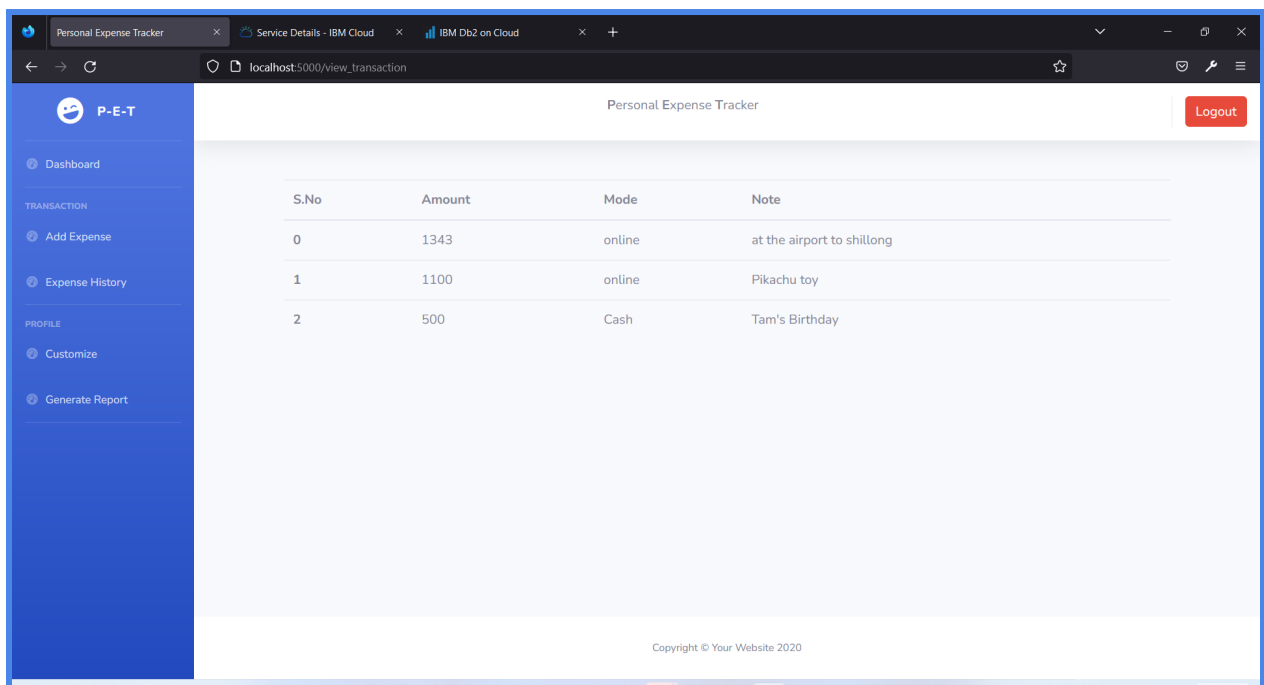 Personal Expense Tracker
Service Details - IBM Cloud
IBM Db2 on Cloud
localhost:5000/view_transaction
P-E-T
Personal Expense Tracker
Logout
Dashboard
TRANSACTION
Add Expense
Expense History
PROFILE
Customize
Generate Report
S.No Amount Mode Note
0 1343 online at the airport to shillong
1 1100 online Pikachu toy
2 500 Cash Tam's Birthday
Copyright © Your Website 2020